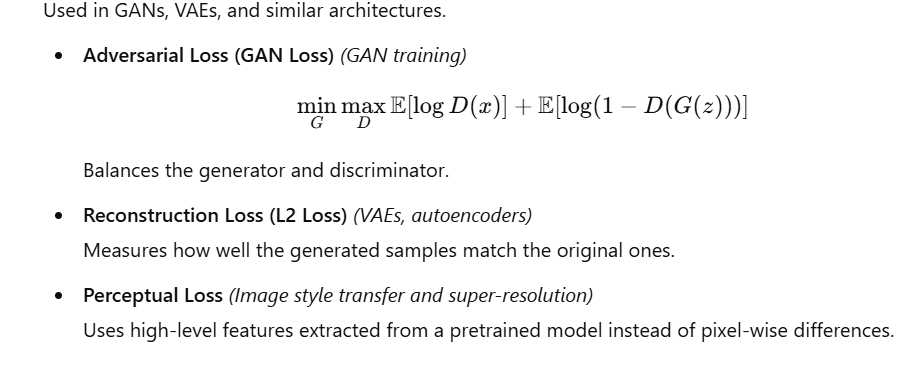 Used in GANs, VAEs, and similar architectures.
• Adversarial Loss (GAN Loss) (GAN training)
min_G max_D 𝔼[log D(x)] + 𝔼[log(1 − D(G(z)))]
Balances the generator and discriminator.
• Reconstruction Loss (L2 Loss) (VAEs, autoencoders)
Measures how well the generated samples match the original ones.
• Perceptual Loss (Image style transfer and super-resolution)
Uses high-level features extracted from a pretrained model instead of pixel-wise differences.